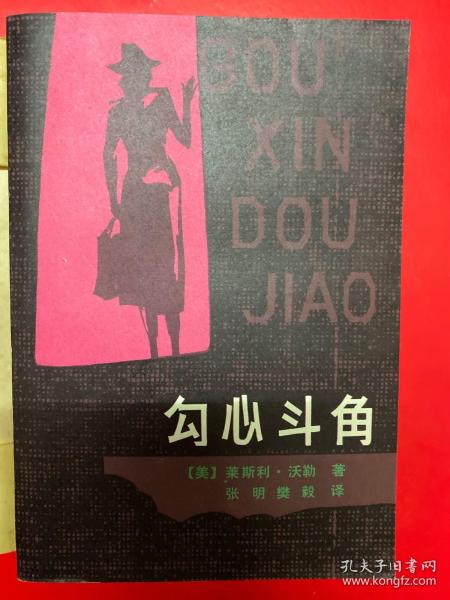 GOU
XIN
DOU
JIAO
勾心斗角
【美】莱斯利·沃勒 著
张明樊毅 译
孔夫子旧书网
www.kongfz.com